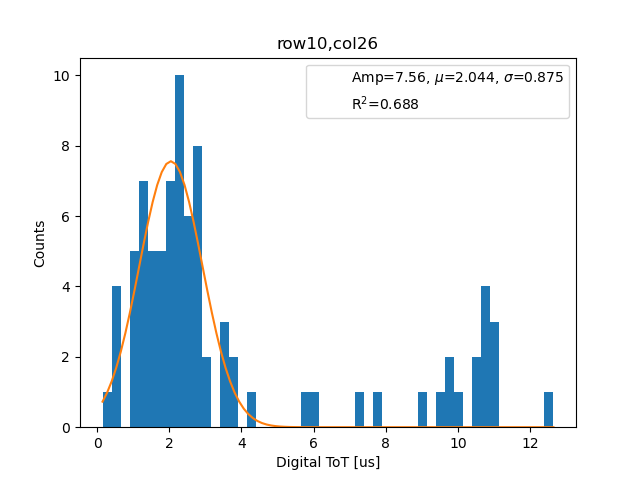 row10,col26
Amp=7.56, μ=2.044, σ=0.875
R²=0.688
Counts
10
8
6
4
2
0
0 2 4 6 8 10 12
Digital ToT [us]